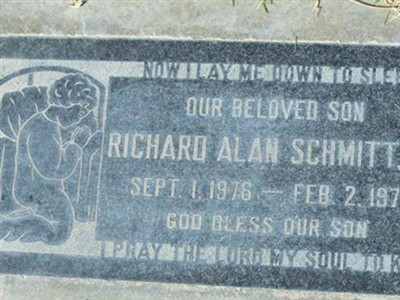 NOW I LAY ME DOWN TO SLEE
OUR BELOVED SON
RICHARD ALAN SCHMITT
SEPT. 1, 1976 — FEB. 2, 197
GOD BLESS OUR SON
I PRAY THE LORD MY SOUL TO K